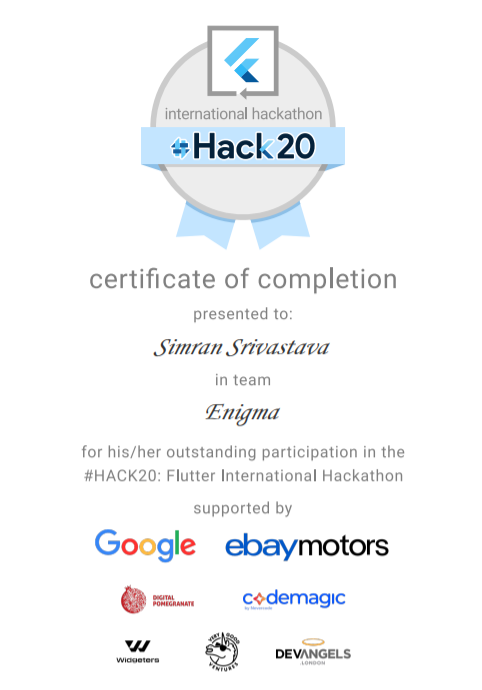 international hackathon
#Hack20
certificate of completion
presented to:
Simran Srivastava
in team
Enigma
for his/her outstanding participation in the
#HACK20: Flutter International Hackathon
supported by
Google ebaymotors
DIGITAL
POMEGRANATE
codemagic
by Nevercode
Widgeters
VERY GOOD
VENTURES
DEVANGELS
.LONDON